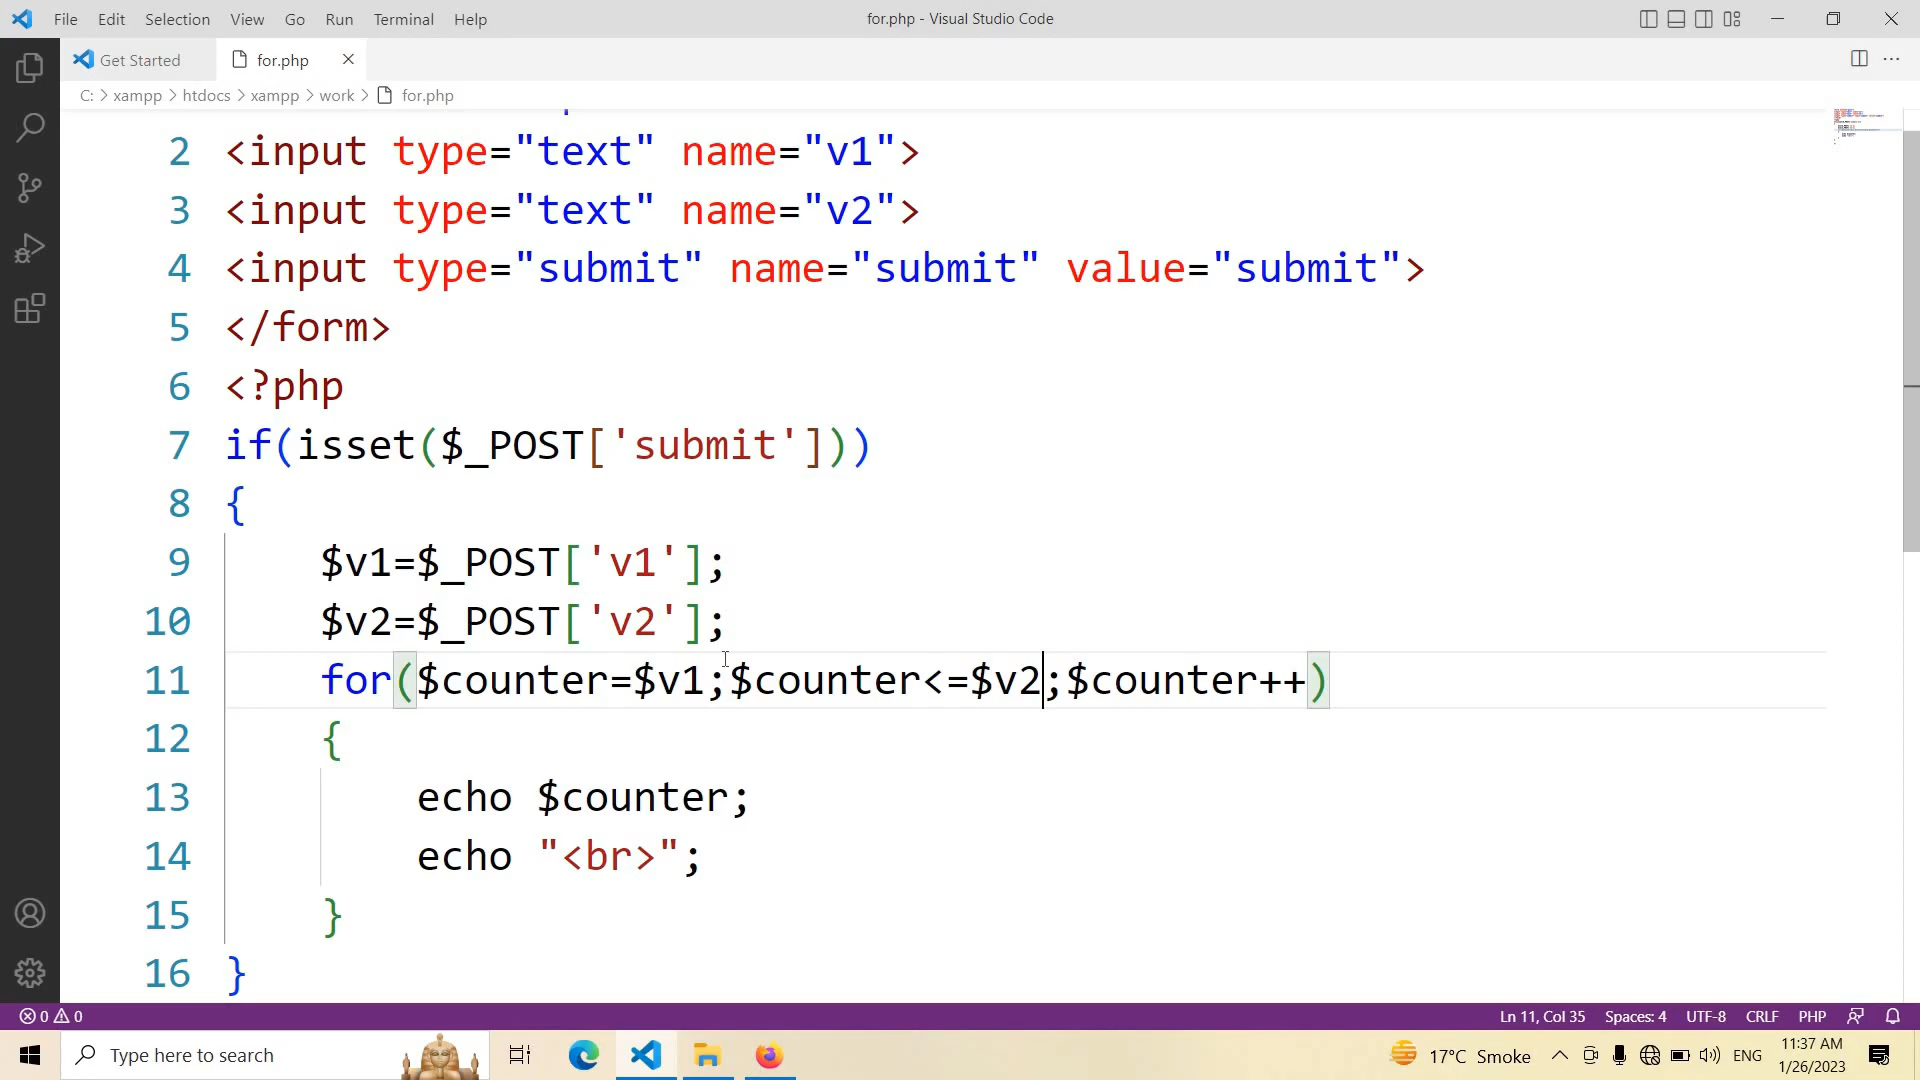 File Edit Selection View Go Run Terminal Help for.php - Visual Studio Code
Get Started for.php
C: > xampp > htdocs > xampp > work > for.php
2 <input type="text" name="v1">
3 <input type="text" name="v2">
4 <input type="submit" name="submit" value="submit">
5 </form>
6 <?php
7 if(isset($_POST['submit']))
8 {
9 $v1=$_POST['v1'];
10 $v2=$_POST['v2'];
11 for($counter=$v1;$counter<=$v2;$counter++)
12 {
13 echo $counter;
14 echo "<br>";
15 }
16 }
0 0 Ln 11, Col 35 Spaces: 4 UTF-8 CRLF PHP
Type here to search 17°C Smoke ENG 11:37 AM
1/26/2023